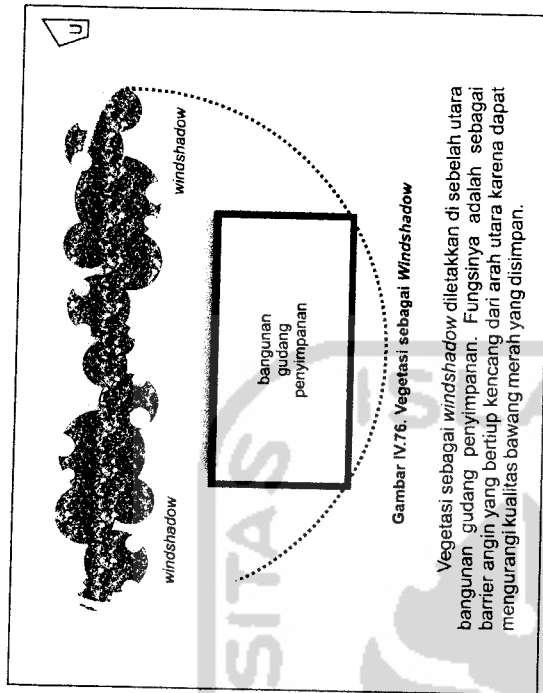 U
windshadow
windshadow
bangunan
gudang
penyimpanan
Gambar IV.76. Vegetasi sebagai Windshadow
Vegetasi sebagai windshadow diletakkan di sebelah utara
bangunan gudang penyimpanan. Fungsinya adalah sebagai
barrier angin yang bertiup kencang dari arah utara karena dapat
mengurangi kualitas bawang merah yang disimpan.
SITAS